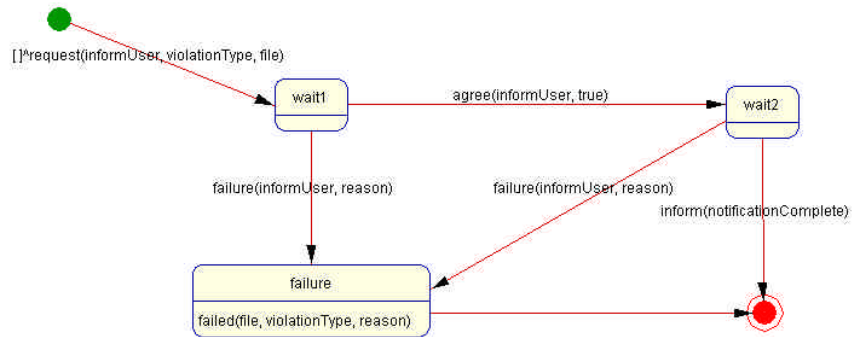 [ ]^request(informUser, violationType, file)
wait1
agree(informUser, true)
wait2
failure(informUser, reason)
failure(informUser, reason)
inform(notificationComplete)
failure
failed(file, violationType, reason)